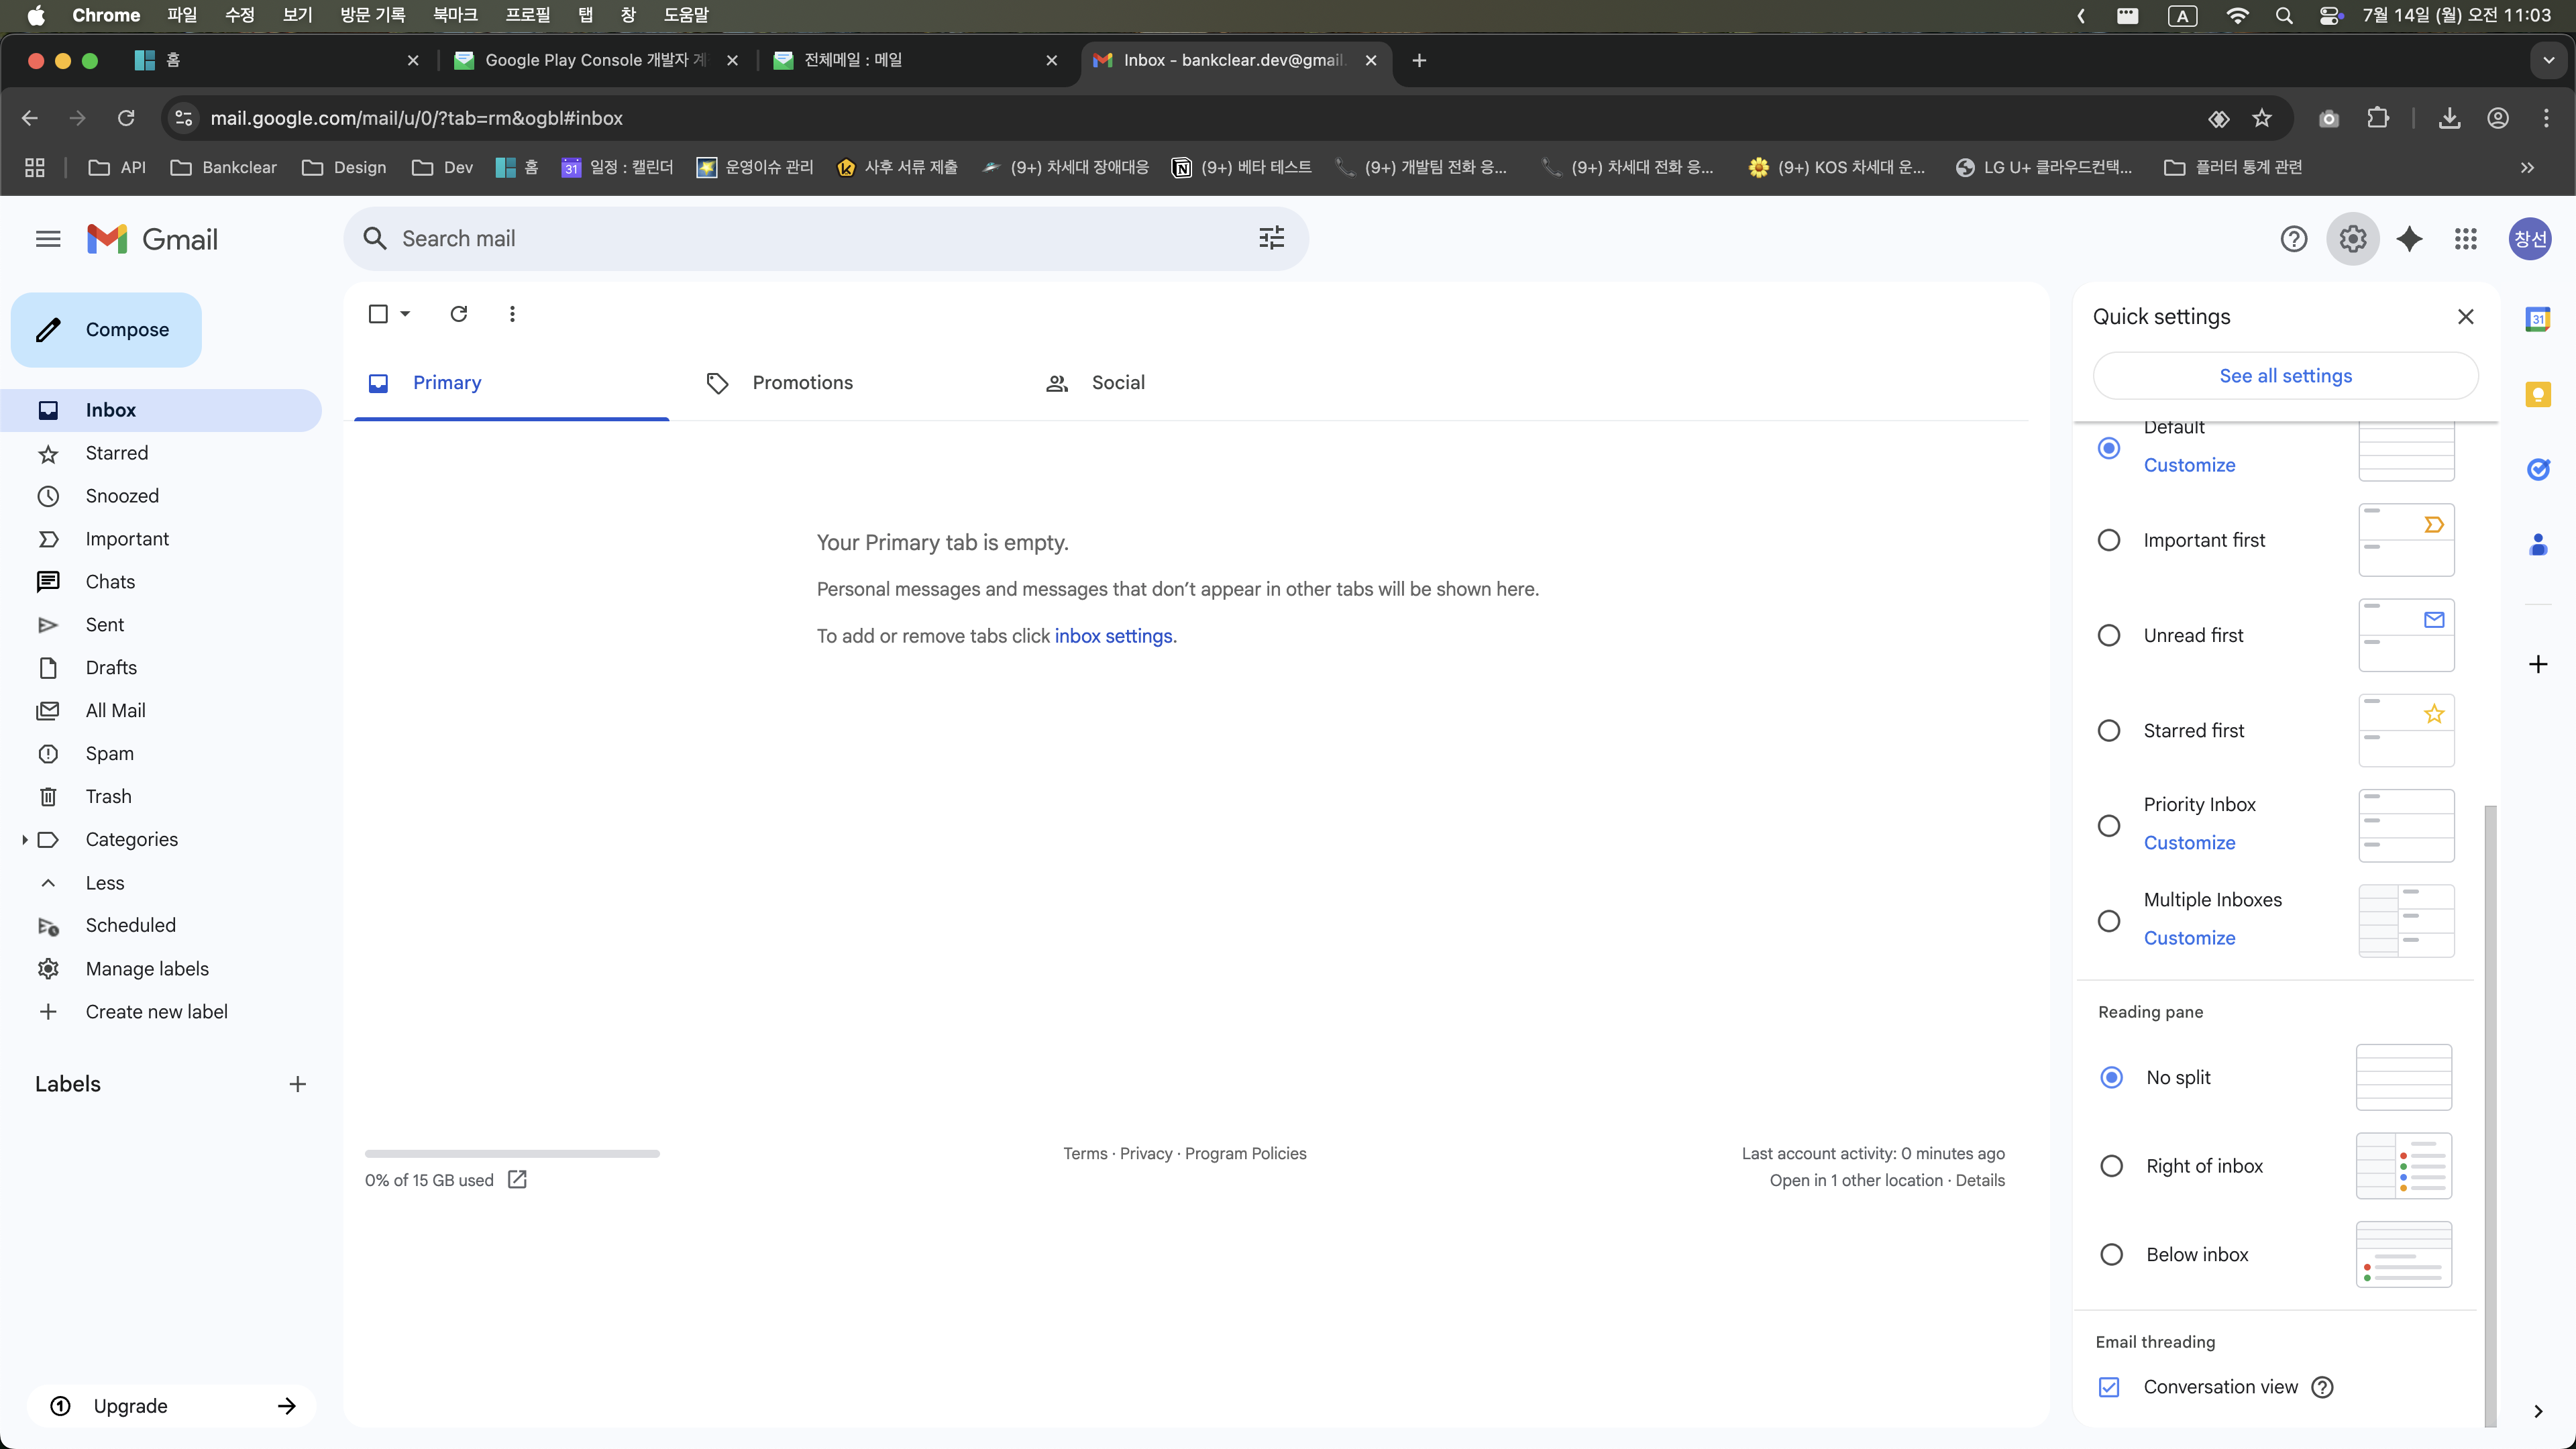 Chrome 파일 수정 보기 방문 기록 북마크 프로필 탭 창 도움말
A 7월 14일 (월) 오전 11:03
홈
Google Play Console 개발자 계
전체메일 : 메일
Inbox - bankclear.dev@gmail.
mail.google.com/mail/u/0/?tab=rm&ogbl#inbox
API
Bankclear
Design
Dev
홈
31 일정 : 캘린더
운영이슈 관리
사후 서류 제출
(9+) 차세대 장애대응
(9+) 베타 테스트
(9+) 개발팀 전화 응...
(9+) 차세대 전화 응...
(9+) KOS 차세대 운...
LG U+ 클라우드컨택...
플러터 통계 관련
Gmail
Search mail
창선
Compose
Inbox
Starred
Snoozed
Important
Chats
Sent
Drafts
All Mail
Spam
Trash
Categories
Less
Scheduled
Manage labels
Create new label
Labels
Upgrade
Primary
Promotions
Social
Your Primary tab is empty.
Personal messages and messages that don’t appear in other tabs will be shown here.
To add or remove tabs click inbox settings.
0% of 15 GB used
Terms · Privacy · Program Policies
Last account activity: 0 minutes ago
Open in 1 other location · Details
Quick settings
See all settings
Default
Customize
Important first
Unread first
Starred first
Priority Inbox
Customize
Multiple Inboxes
Customize
Reading pane
No split
Right of inbox
Below inbox
Email threading
Conversation view
31